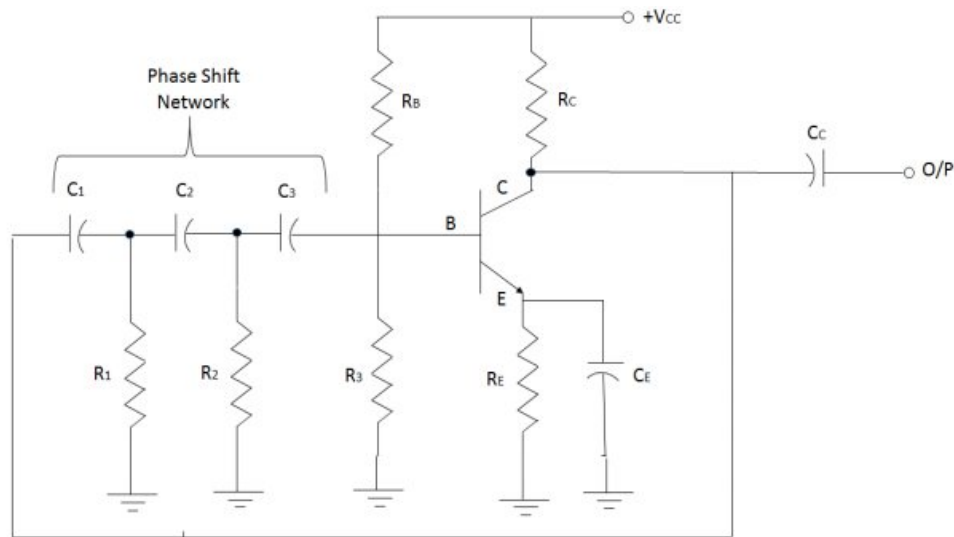 +VCC
Phase Shift
Network
RB
RC
CC
O/P
C1
C2
C3
C
B
E
R1
R2
R3
RE
CE